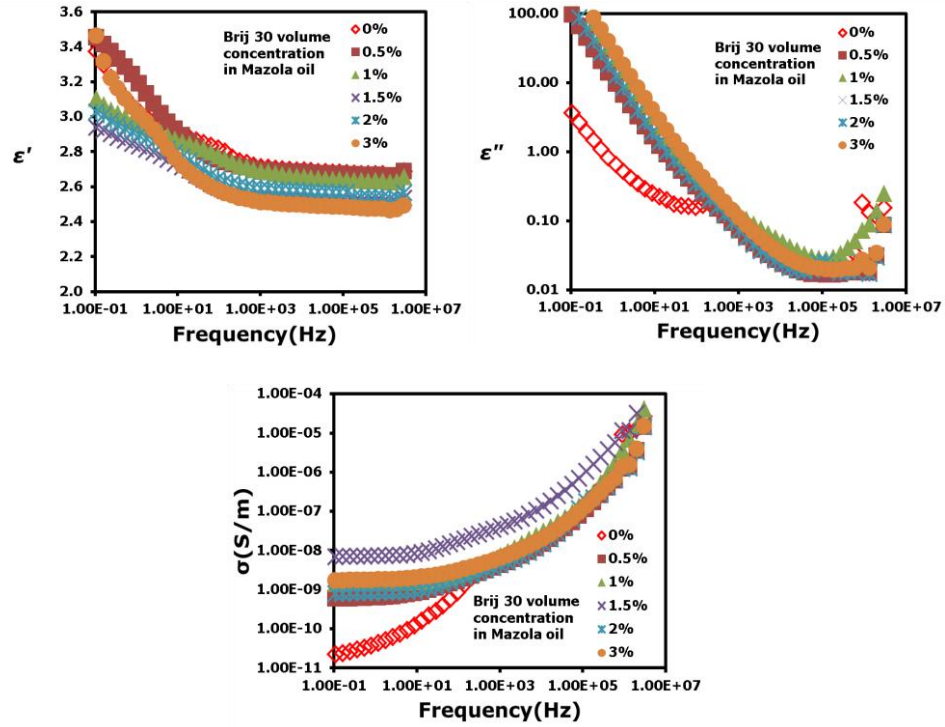 3.6
3.4
3.2
3.0
2.8
2.6
2.4
2.2
2.0
ε′
Brij 30 volume
concentration
in Mazola oil
0%
0.5%
1%
1.5%
2%
3%
1.00E-01 1.00E+01 1.00E+03 1.00E+05 1.00E+07
Frequency(Hz)
100.00
10.00
1.00
0.10
0.01
ε″
Brij 30 volume
concentration
in Mazola oil
0%
0.5%
1%
1.5%
2%
3%
1.00E-01 1.00E+01 1.00E+03 1.00E+05 1.00E+07
Frequency(Hz)
1.00E-04
1.00E-05
1.00E-06
1.00E-07
1.00E-08
1.00E-09
1.00E-10
1.00E-11
σ(S/m)
Brij 30 volume
concentration
in Mazola oil
0%
0.5%
1%
1.5%
2%
3%
1.00E-01 1.00E+01 1.00E+03 1.00E+05 1.00E+07
Frequency(Hz)